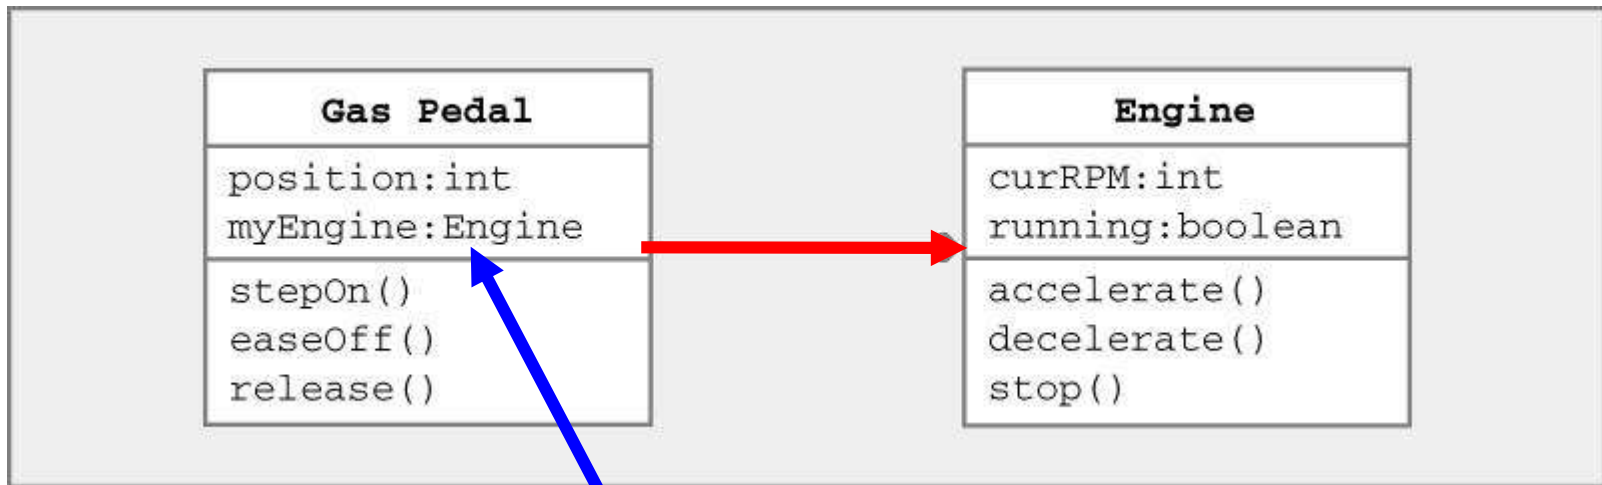 Gas Pedal
position:int
myEngine:Engine
stepOn()
easeOff()
release()
Engine
curRPM:int
running:boolean
accelerate()
decelerate()
stop()